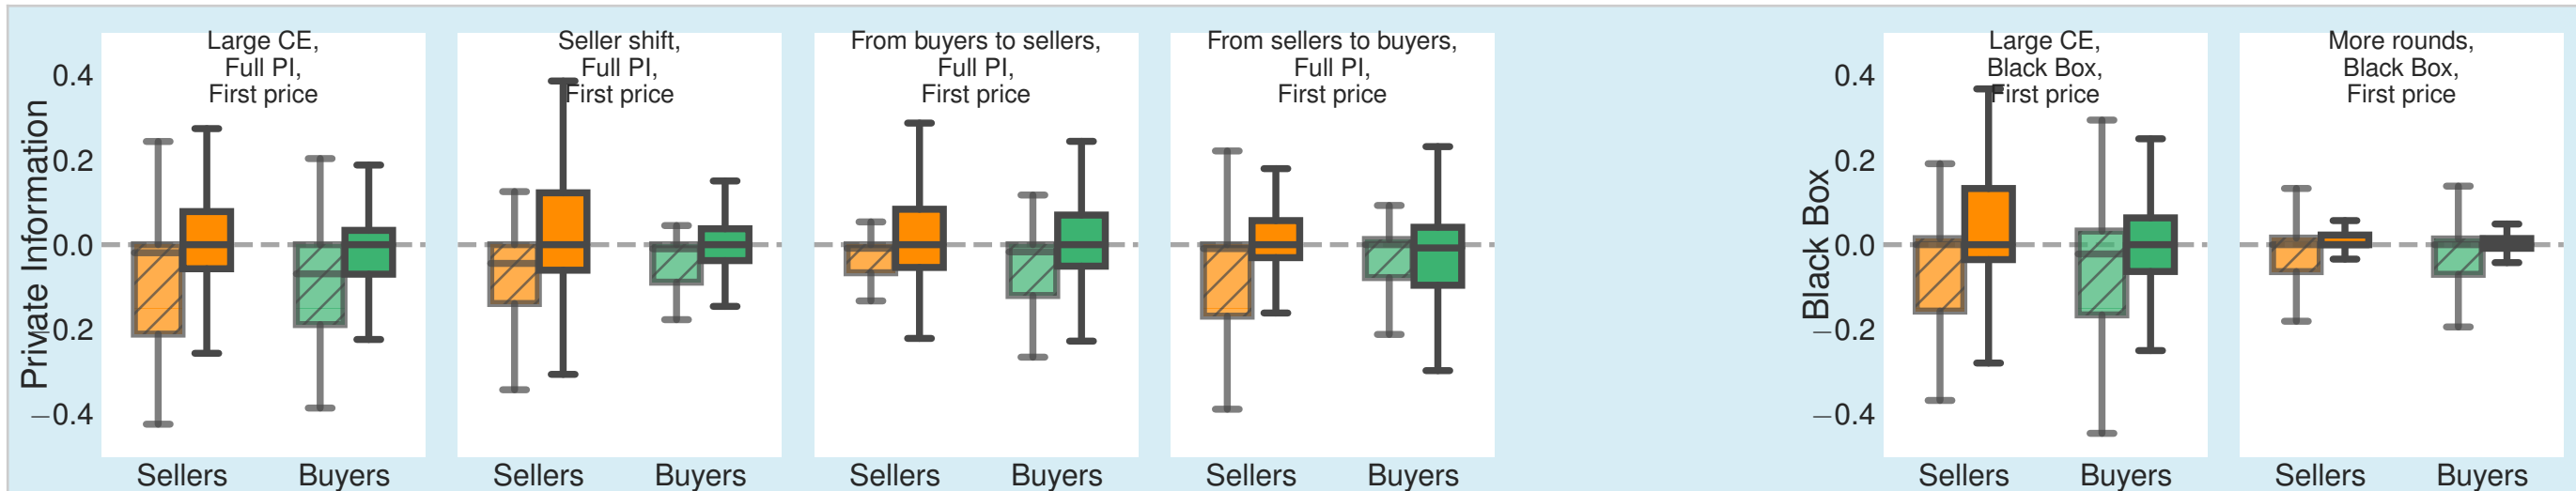 Private Information
0.4
0.2
0.0
−0.2
−0.4
Large CE,
Full PI,
First price
Sellers Buyers
Seller shift,
Full PI,
First price
Sellers Buyers
From buyers to sellers,
Full PI,
First price
Sellers Buyers
From sellers to buyers,
Full PI,
First price
Sellers Buyers
Black Box
0.4
0.2
0.0
−0.2
−0.4
Large CE,
Black Box,
First price
Sellers Buyers
More rounds,
Black Box,
First price
Sellers Buyers